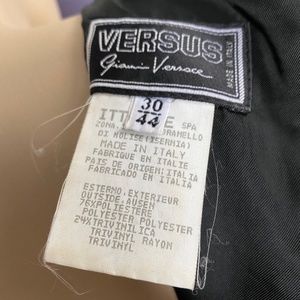 VERSUS
Gianni Versace
MADE IN ITALY
30
44
ITT
SPA
ZONA
DI MOLISE (ISERNIA)
MADE IN ITALY
FABRIQUE EN ITALIE
PAIS DE ORIGEN: ITALIA
FABRICADO EN ITALIA
ESTERNO.EXTERIEUR
OUTSIDE.AUSEN
76%POLIESTERE
POLYESTER POLYESTER
24%TRIVINILICA
TRIVINYL RAYON
TRIVINYL